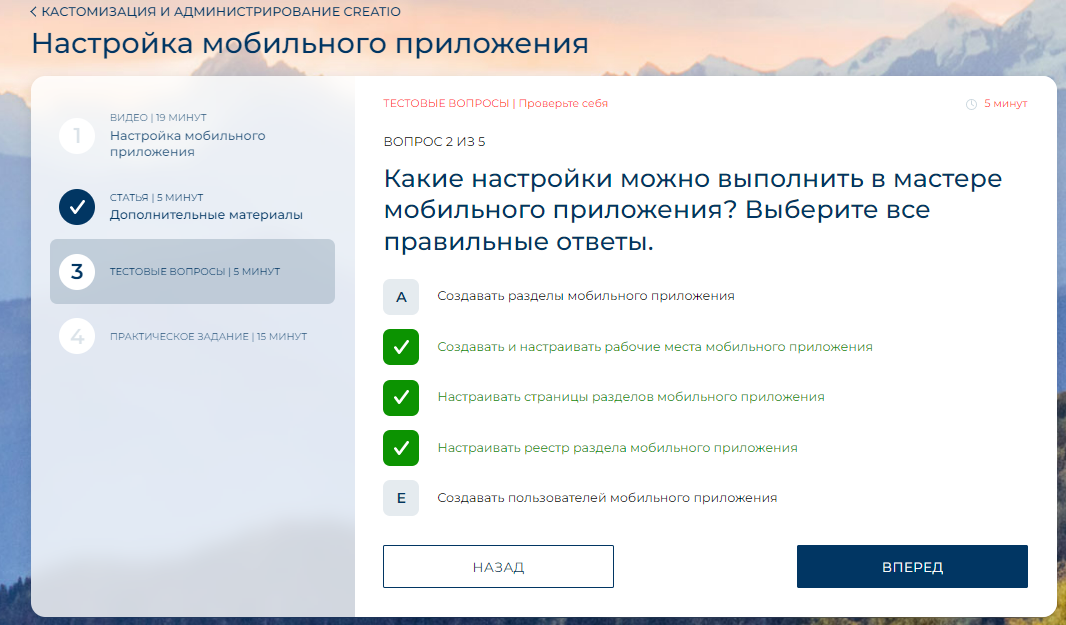 КАСТОМИЗАЦИЯ И АДМИНИСТРИРОВАНИЕ CREATIO
Настройка мобильного приложения
1
ВИДЕО | 19 МИНУТ
Настройка мобильного
приложения
СТАТЬЯ | 5 МИНУТ
Дополнительные материалы
3
ТЕСТОВЫЕ ВОПРОСЫ | 5 МИНУТ
4
ПРАКТИЧЕСКОЕ ЗАДАНИЕ | 15 МИНУТ
ТЕСТОВЫЕ ВОПРОСЫ | Проверьте себя
5 минут
ВОПРОС 2 ИЗ 5
Какие настройки можно выполнить в мастере
мобильного приложения? Выберите все
правильные ответы.
A Создавать разделы мобильного приложения
Создавать и настраивать рабочие места мобильного приложения
Настраивать страницы разделов мобильного приложения
Настраивать реестр раздела мобильного приложения
E Создавать пользователей мобильного приложения
НАЗАД
ВПЕРЕД